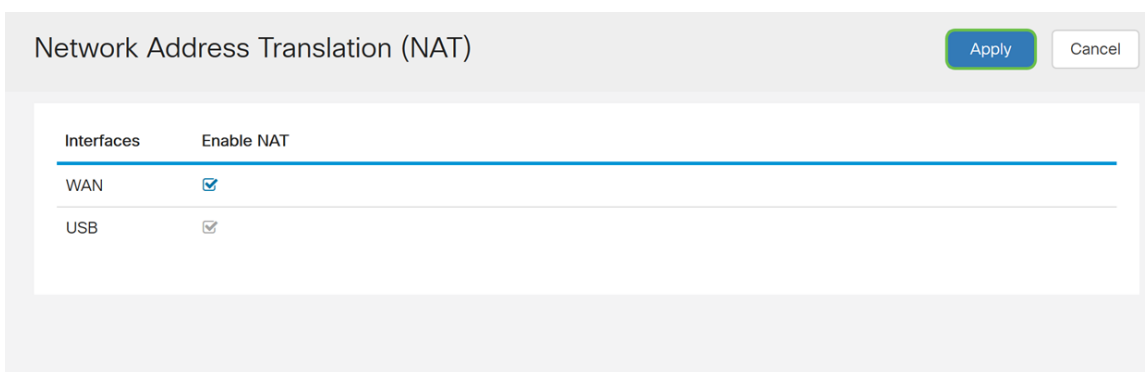 Network Address Translation (NAT)
Apply
Cancel
Interfaces
Enable NAT
WAN
USB